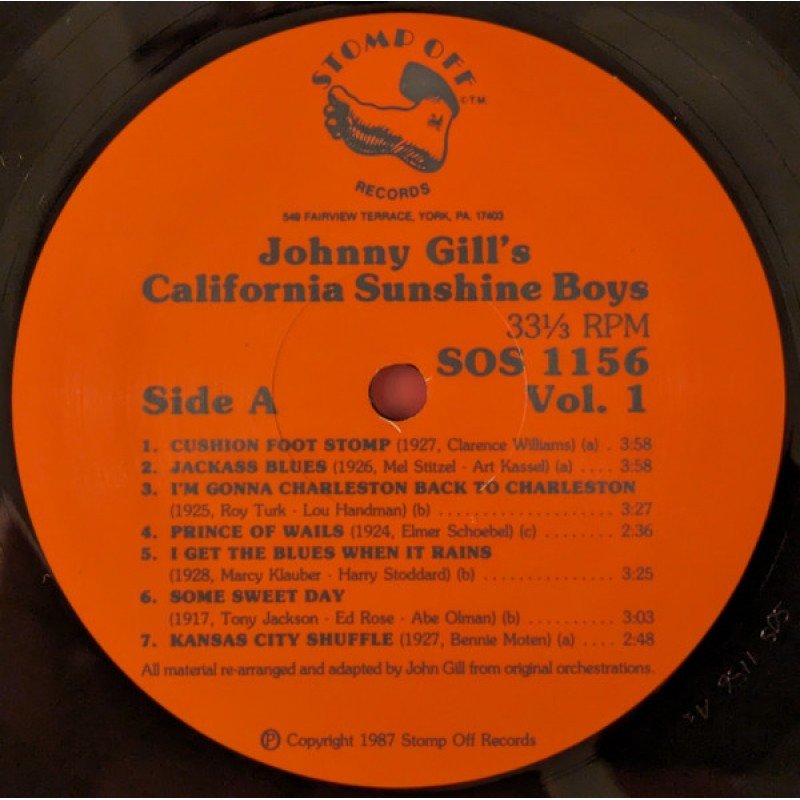 STOMP OFF
©T.M.
RECORDS
549 FAIRVIEW TERRACE, YORK, PA. 17403
Johnny Gill's
California Sunshine Boys
33⅓ RPM
SOS 1156
Side A Vol. 1
1. CUSHION FOOT STOMP (1927, Clarence Williams) (a) . 3:58
2. JACKASS BLUES (1926, Mel Stitzel · Art Kassel) (a) .... 3:58
3. I'M GONNA CHARLESTON BACK TO CHARLESTON
(1925, Roy Turk · Lou Handman) (b) ..................... 3:27
4. PRINCE OF WAILS (1924, Elmer Schoebel) (c) ........ 2:36
5. I GET THE BLUES WHEN IT RAINS
(1928, Marcy Klauber · Harry Stoddard) (b) ............... 3:25
6. SOME SWEET DAY
(1917, Tony Jackson · Ed Rose · Abe Olman) (b) .......... 3:03
7. KANSAS CITY SHUFFLE (1927, Bennie Moten) (a) .... 2:48
All material re-arranged and adapted by John Gill from original orchestrations.
Ⓟ Copyright 1987 Stomp Off Records
SOS 1156